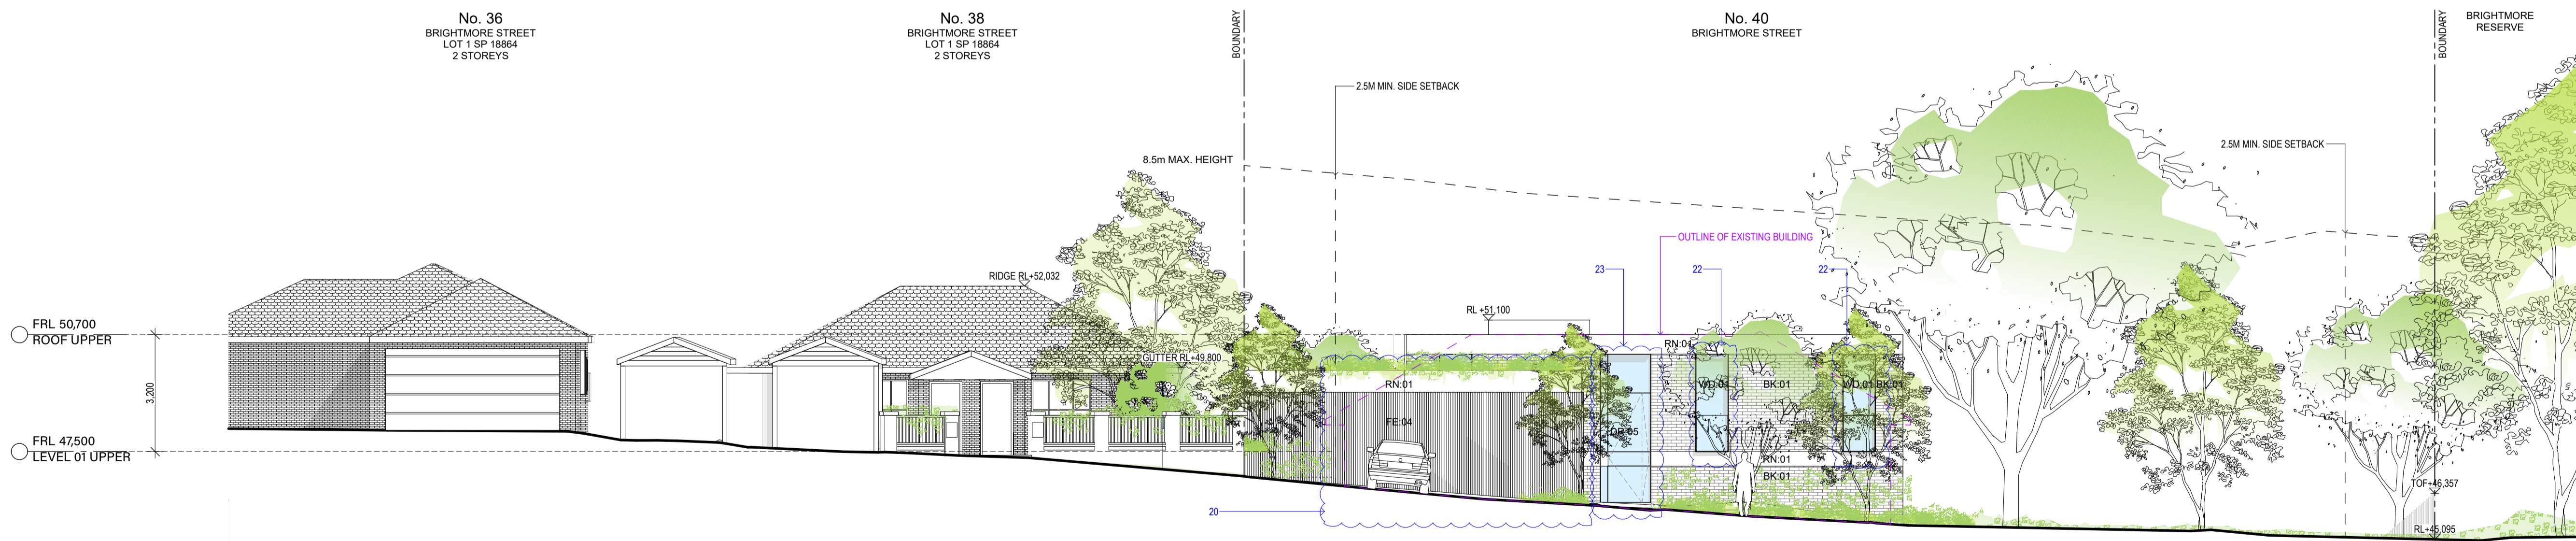 No. 36
BRIGHTMORE STREET
LOT 1 SP 18864
2 STOREYS
No. 38
BRIGHTMORE STREET
LOT 1 SP 18864
2 STOREYS
BOUNDARY
No. 40
BRIGHTMORE STREET
BOUNDARY
BRIGHTMORE
RESERVE
2.5M MIN. SIDE SETBACK
2.5M MIN. SIDE SETBACK
8.5m MAX. HEIGHT
OUTLINE OF EXISTING BUILDING
23
22
22
RIDGE RL+52,032
RL +51,100
FRL 50,700
ROOF UPPER
RN:01
GUTTER RL+49,800
RN:01
WD:01
BK:01
WD:01
BK:01
3,200
FE:04
DR:05
FRL 47,500
LEVEL 01 UPPER
RN:01
BK:01
TOF+46,357
20
RL+45,095